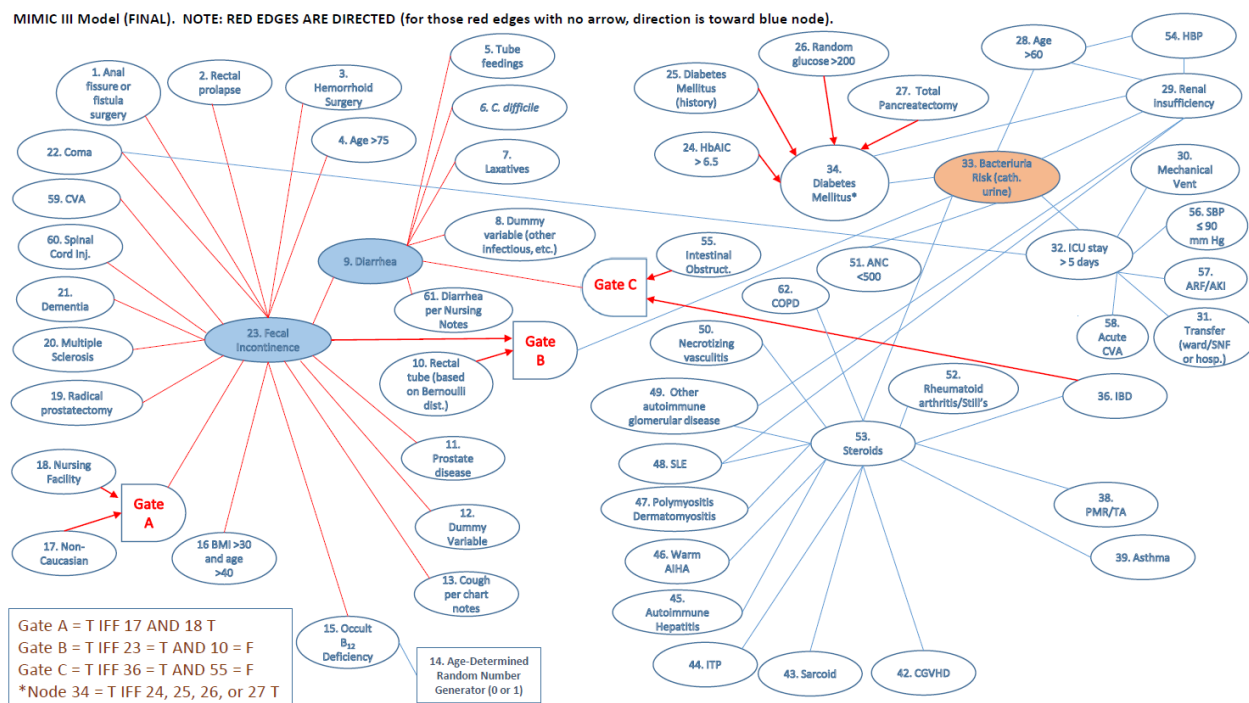 MIMIC III Model (FINAL). NOTE: RED EDGES ARE DIRECTED (for those red edges with no arrow, direction is toward blue node).
1. Anal
fissure or
fistula
surgery
2. Rectal
prolapse
3.
Hemorrhoid
Surgery
4. Age >75
5. Tube
feedings
6. C. difficile
7.
Laxatives
8. Dummy
variable (other
infectious, etc.)
9. Diarrhea
61. Diarrhea
per Nursing
Notes
10. Rectal
tube (based
on Bernoulli
dist.)
22. Coma
59. CVA
60. Spinal
Cord Inj.
21.
Dementia
20. Multiple
Sclerosis
19. Radical
prostatectomy
23. Fecal
Incontinence
18. Nursing
Facility
17. Non-
Caucasian
Gate
A
16 BMI >30
and age
>40
15. Occult
B12
Deficiency
14. Age-Determined
Random Number
Generator (0 or 1)
13. Cough
per chart
notes
12.
Dummy
Variable
11.
Prostate
disease
Gate
B
Gate C
55.
Intestinal
Obstruct.
25. Diabetes
Mellitus
(history)
26. Random
glucose >200
27. Total
Pancreatectomy
24. HbAIC
> 6.5
34.
Diabetes
Mellitus*
28. Age
>60
54. HBP
29. Renal
Insufficiency
33. Bacteriuria
Risk (cath.
urine)
30.
Mechanical
Vent
56. SBP
≤ 90
mm Hg
32. ICU stay
> 5 days
57.
ARF/AKI
58.
Acute
CVA
31.
Transfer
(ward/SNF
or hosp.)
51. ANC
<500
62.
COPD
50.
Necrotizing
vasculitis
52.
Rheumatoid
arthritis/Still's
36. IBD
49. Other
autoimmune
glomerular disease
53.
Steroids
48. SLE
47. Polymyositis
Dermatomyositis
46. Warm
AIHA
45.
Autoimmune
Hepatitis
44. ITP
43. Sarcoid
42. CGVHD
38.
PMR/TA
39. Asthma
Gate A = T IFF 17 AND 18 T
Gate B = T IFF 23 = T AND 10 = F
Gate C = T IFF 36 = T AND 55 = F
*Node 34 = T IFF 24, 25, 26, or 27 T